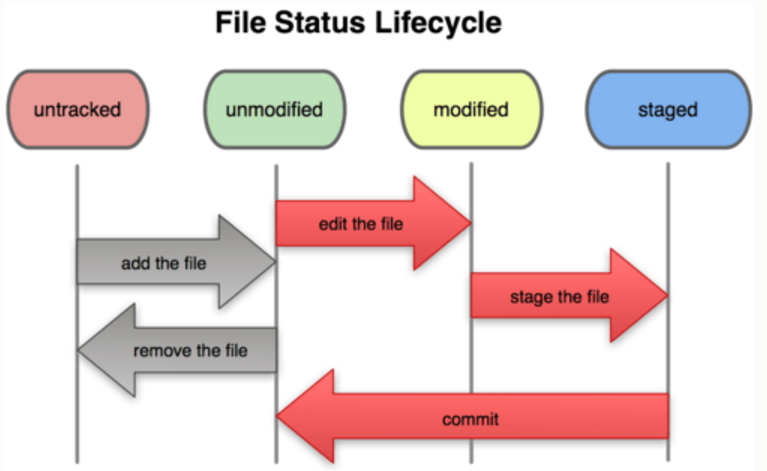 File Status Lifecycle
untracked
unmodified
modified
staged
edit the file
add the file
stage the file
remove the file
commit